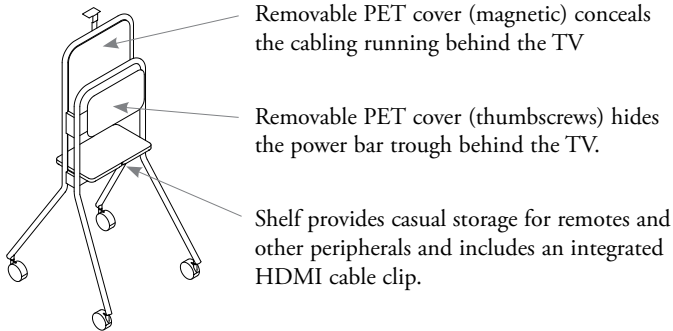 Removable PET cover (magnetic) conceals
the cabling running behind the TV
Removable PET cover (thumbscrews) hides
the power bar trough behind the TV.
Shelf provides casual storage for remotes and
other peripherals and includes an integrated
HDMI cable clip.